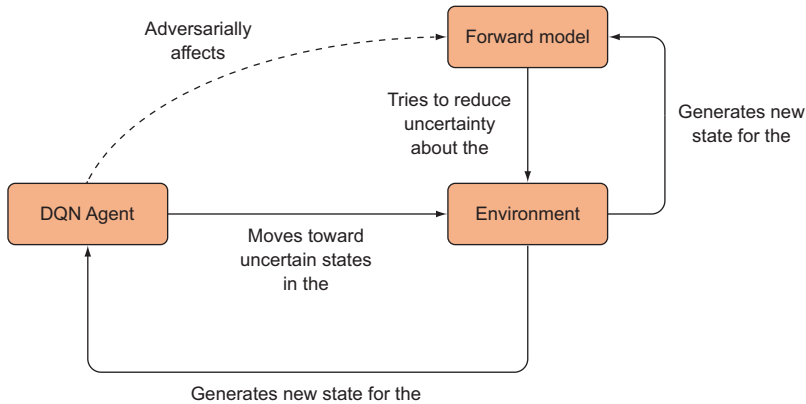 Adversarially
affects
Forward model
Tries to reduce
uncertainty
about the
Generates new
state for the
DQN Agent
Environment
Moves toward
uncertain states
in the
Generates new state for the